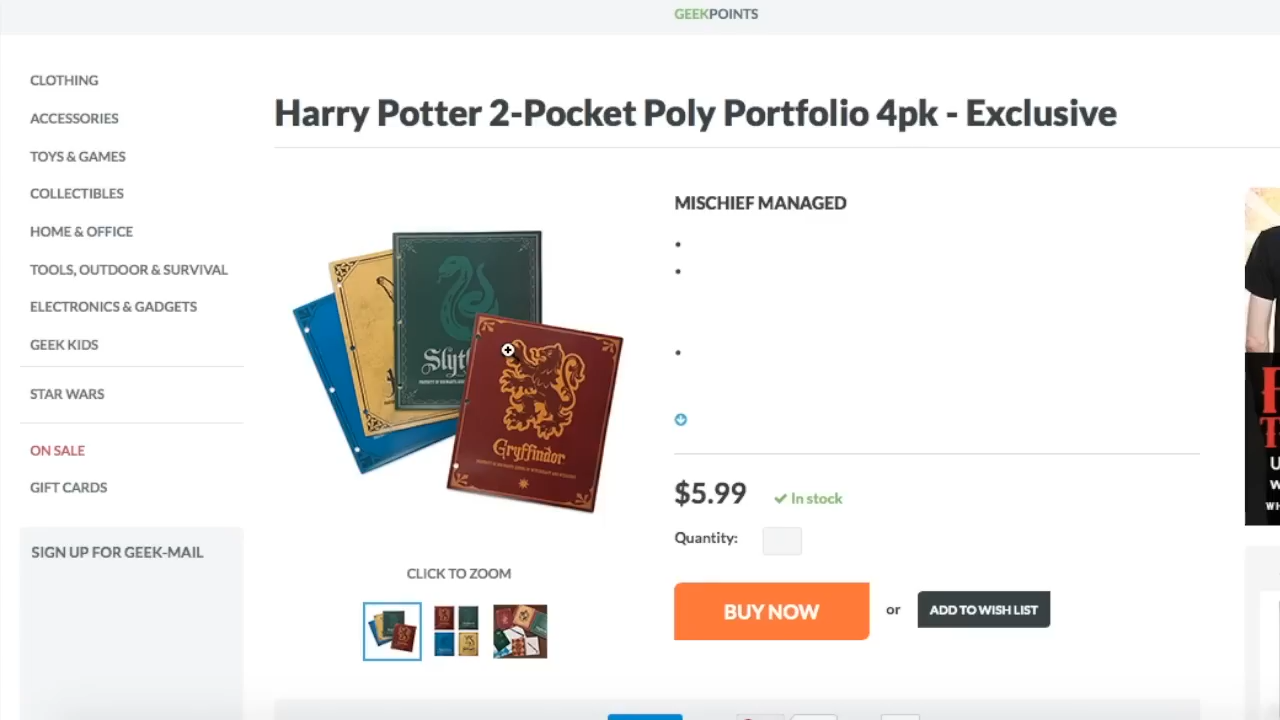 GEEKPOINTS
CLOTHING
ACCESSORIES
TOYS & GAMES
COLLECTIBLES
HOME & OFFICE
TOOLS, OUTDOOR & SURVIVAL
ELECTRONICS & GADGETS
GEEK KIDS
STAR WARS
ON SALE
GIFT CARDS
SIGN UP FOR GEEK-MAIL
Harry Potter 2-Pocket Poly Portfolio 4pk - Exclusive
Gryffindor
CLICK TO ZOOM
MISCHIEF MANAGED
$5.99
In stock
Quantity:
BUY NOW
or
ADD TO WISH LIST